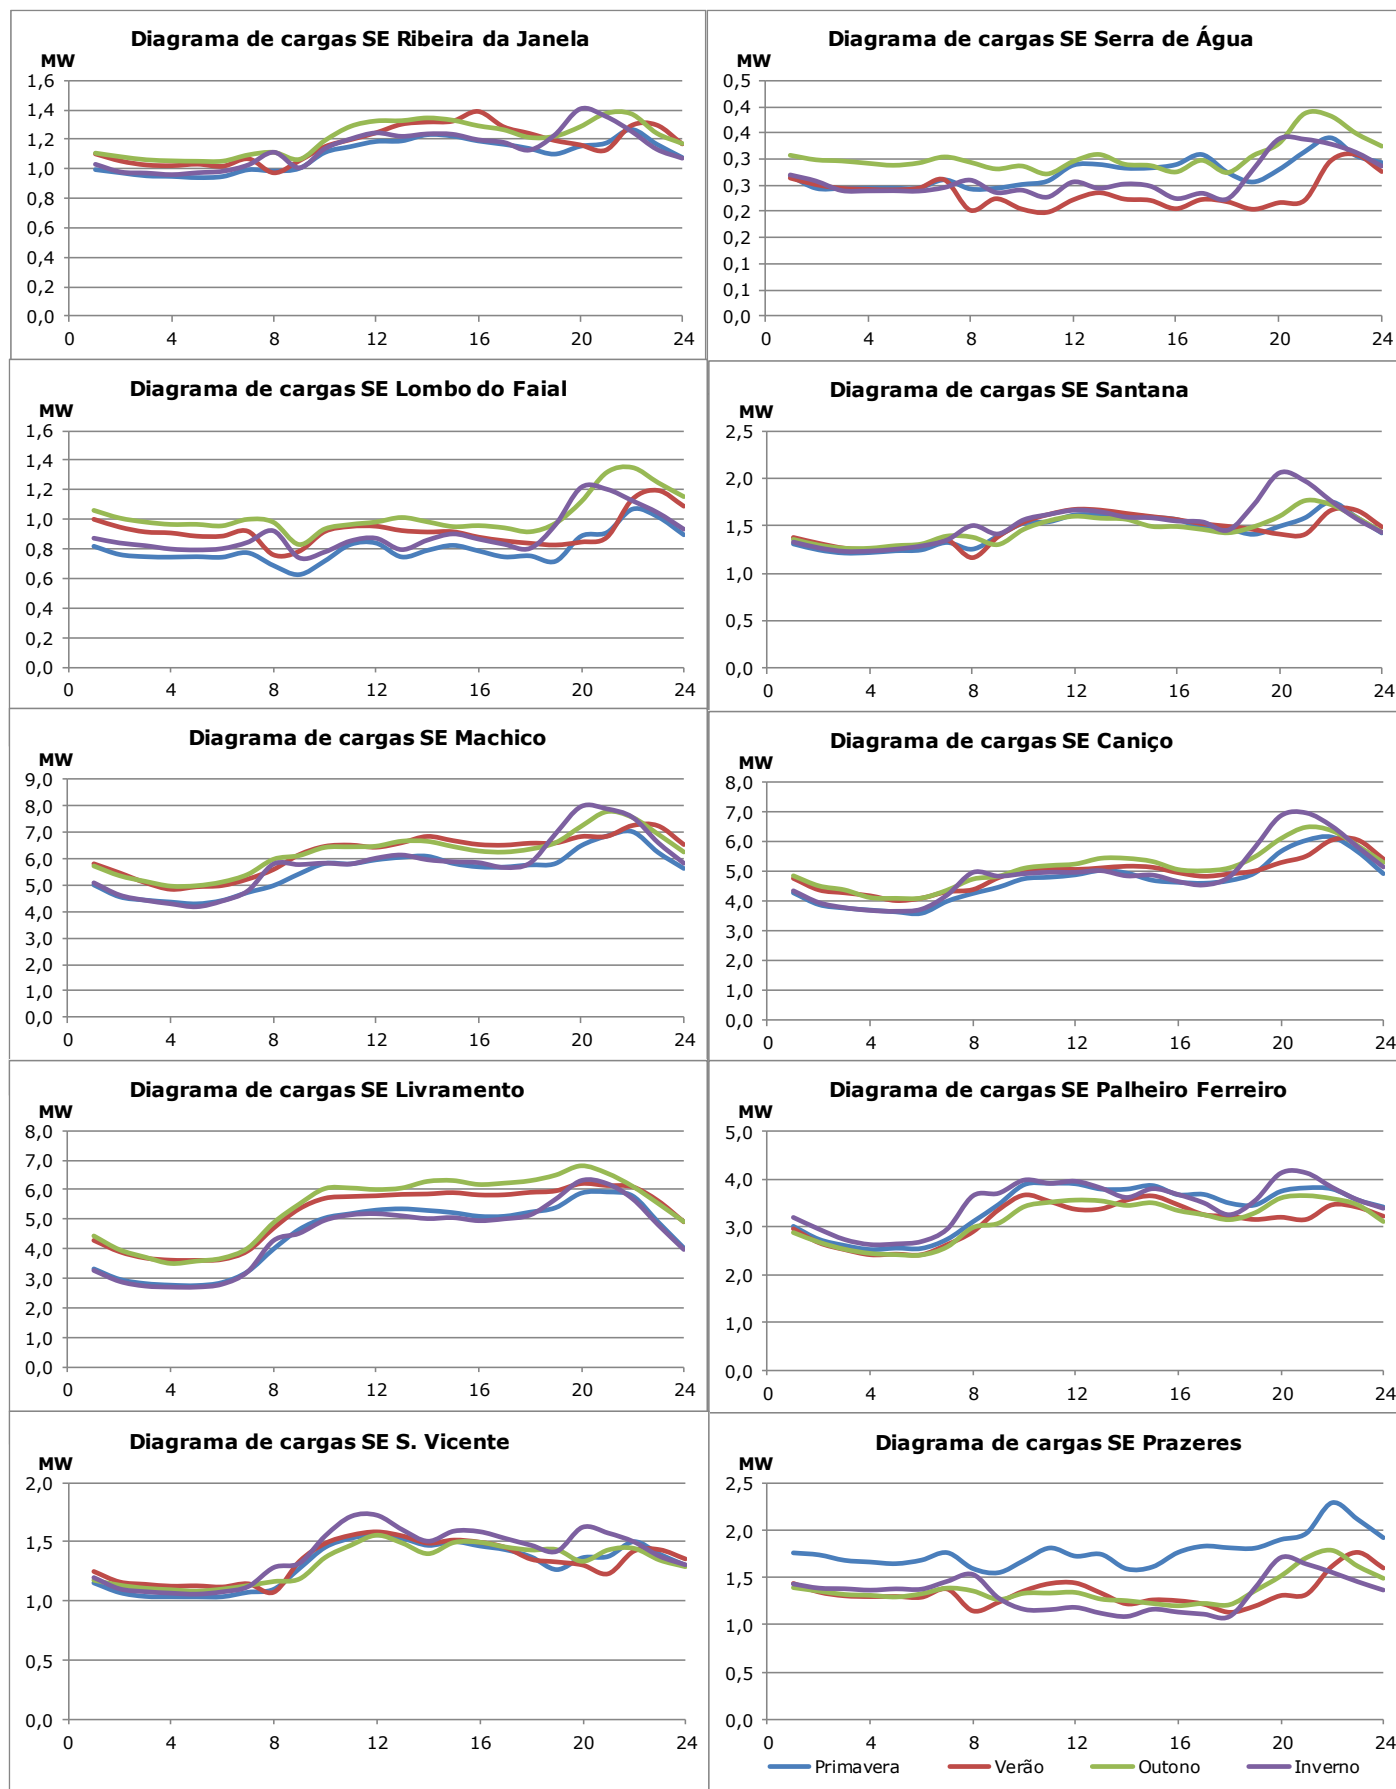 Diagrama de cargas SE Ribeira da Janela
MW
1,6
1,4
1,2
1,0
0,8
0,6
0,4
0,2
0,0
0 4 8 12 16 20 24
Diagrama de cargas SE Serra de Água
MW
0,5
0,4
0,4
0,3
0,3
0,2
0,2
0,1
0,1
0,0
0 4 8 12 16 20 24
Diagrama de cargas SE Lombo do Faial
MW
1,6
1,4
1,2
1,0
0,8
0,6
0,4
0,2
0,0
0 4 8 12 16 20 24
Diagrama de cargas SE Santana
MW
2,5
2,0
1,5
1,0
0,5
0,0
0 4 8 12 16 20 24
Diagrama de cargas SE Machico
MW
9,0
8,0
7,0
6,0
5,0
4,0
3,0
2,0
1,0
0,0
0 4 8 12 16 20 24
Diagrama de cargas SE Caniço
MW
8,0
7,0
6,0
5,0
4,0
3,0
2,0
1,0
0,0
0 4 8 12 16 20 24
Diagrama de cargas SE Livramento
MW
8,0
7,0
6,0
5,0
4,0
3,0
2,0
1,0
0,0
0 4 8 12 16 20 24
Diagrama de cargas SE Palheiro Ferreiro
MW
5,0
4,0
3,0
2,0
1,0
0,0
0 4 8 12 16 20 24
Diagrama de cargas SE S. Vicente
MW
2,0
1,5
1,0
0,5
0,0
0 4 8 12 16 20 24
Diagrama de cargas SE Prazeres
MW
2,5
2,0
1,5
1,0
0,5
0,0
0 4 8 12 16 20 24
Primavera Verão Outono Inverno